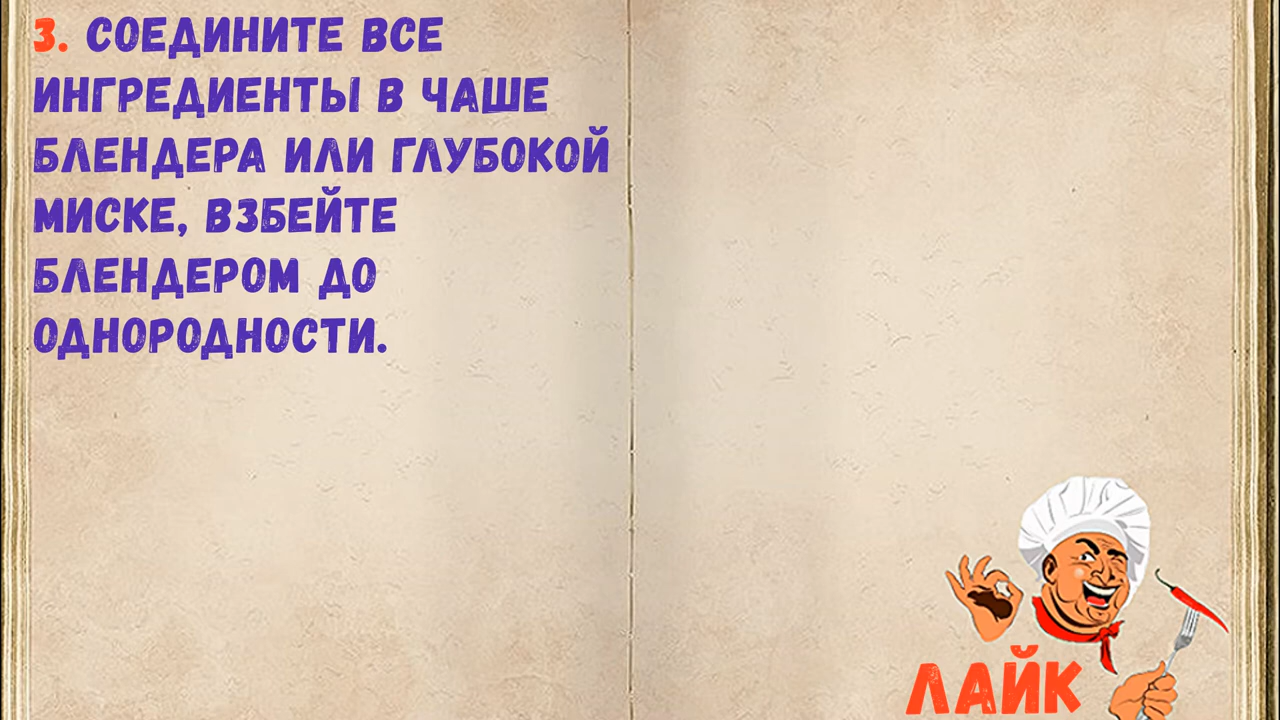 3. СОЕДИНИТЕ ВСЕ
ИНГРЕДИЕНТЫ В ЧАШЕ
БЛЕНДЕРА ИЛИ ГЛУБОКОЙ
МИСКЕ, ВЗБЕЙТЕ
БЛЕНДЕРОМ ДО
ОДНОРОДНОСТИ.
ЛАЙК